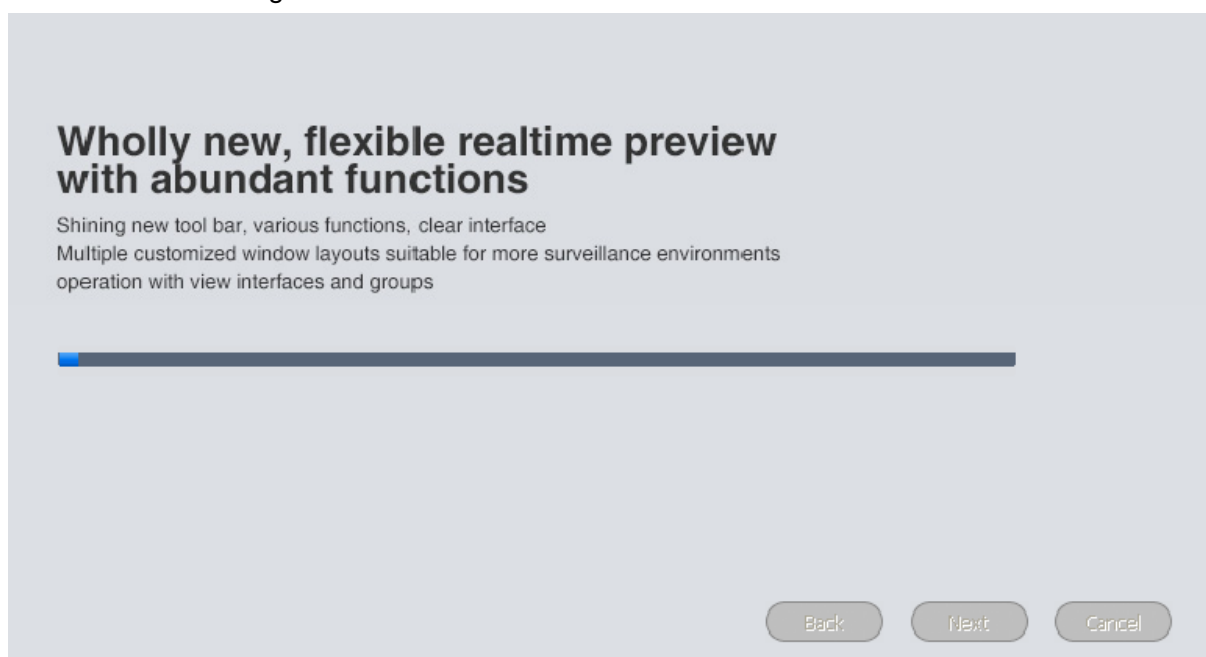 Wholly new, flexible realtime preview
with abundant functions
Shining new tool bar, various functions, clear interface
Multiple customized window layouts suitable for more surveillance environments
operation with view interfaces and groups
Back Next Cancel